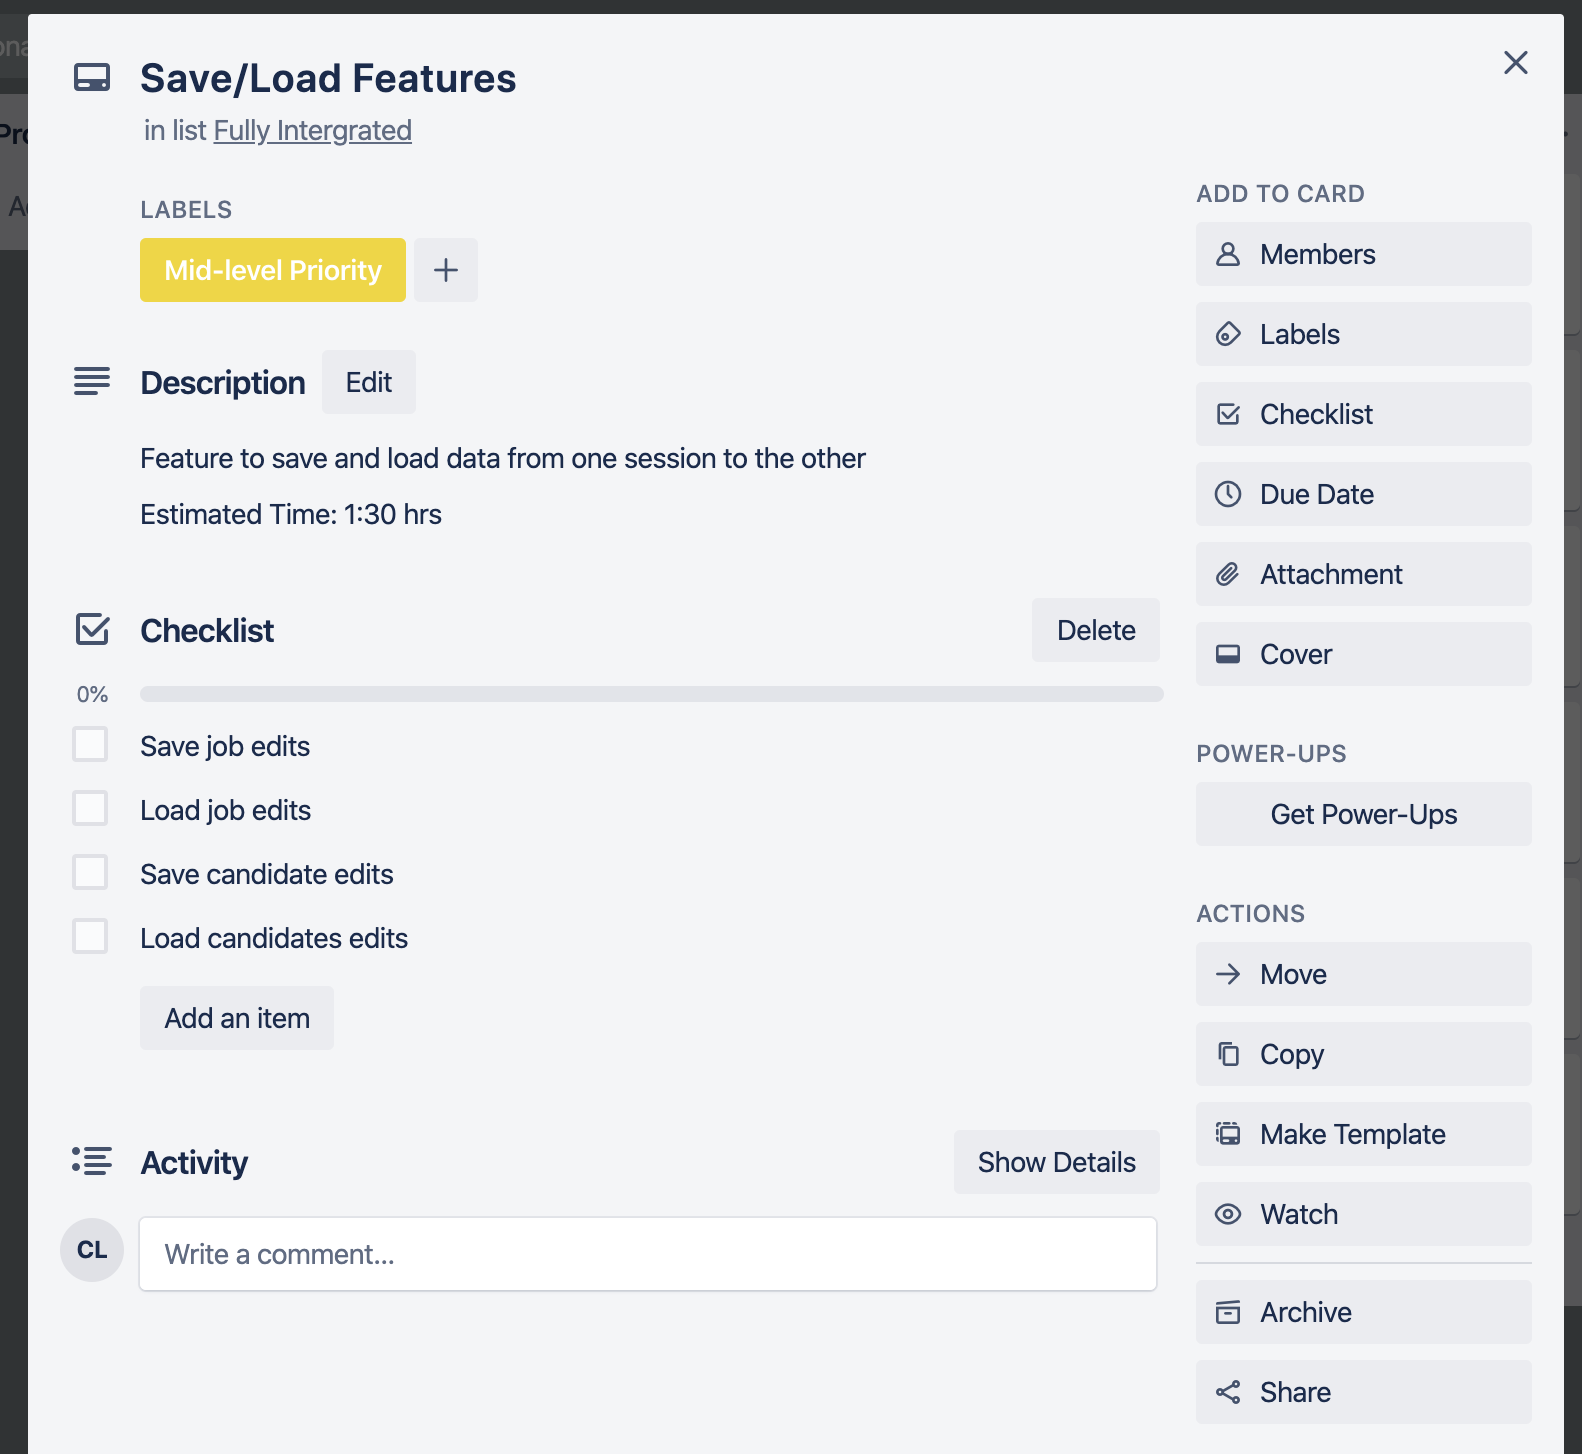 Save/Load Features
in list Fully Intergrated
LABELS
Mid-level Priority
Description
Edit
Feature to save and load data from one session to the other
Estimated Time: 1:30 hrs
Checklist
Delete
0%
Save job edits
Load job edits
Save candidate edits
Load candidates edits
Add an item
Activity
Show Details
CL
Write a comment...
ADD TO CARD
Members
Labels
Checklist
Due Date
Attachment
Cover
POWER-UPS
Get Power-Ups
ACTIONS
Move
Copy
Make Template
Watch
Archive
Share